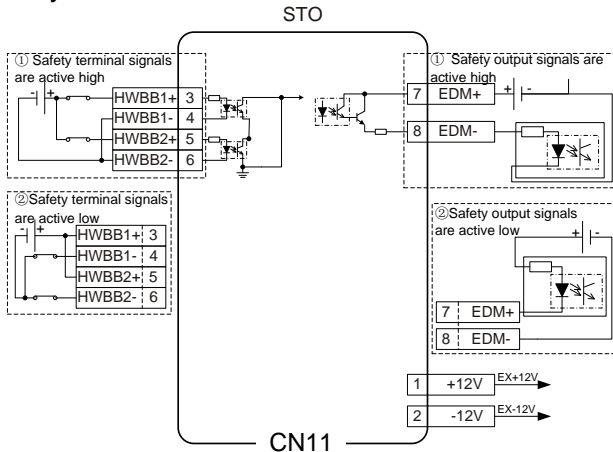 STO
① Safety terminal signals
are active high
- +
HWBB1+ 3
HWBB1- 4
HWBB2+ 5
HWBB2- 6
②Safety terminal signals
are active low
- +
HWBB1+ 3
HWBB1- 4
HWBB2+ 5
HWBB2- 6
① Safety output signals are
active high
+ -
7 EDM+
8 EDM-
②Safety output signals
are active low
+ -
7 EDM+
8 EDM-
1 +12V EX+12V
2 -12V EX-12V
CN11